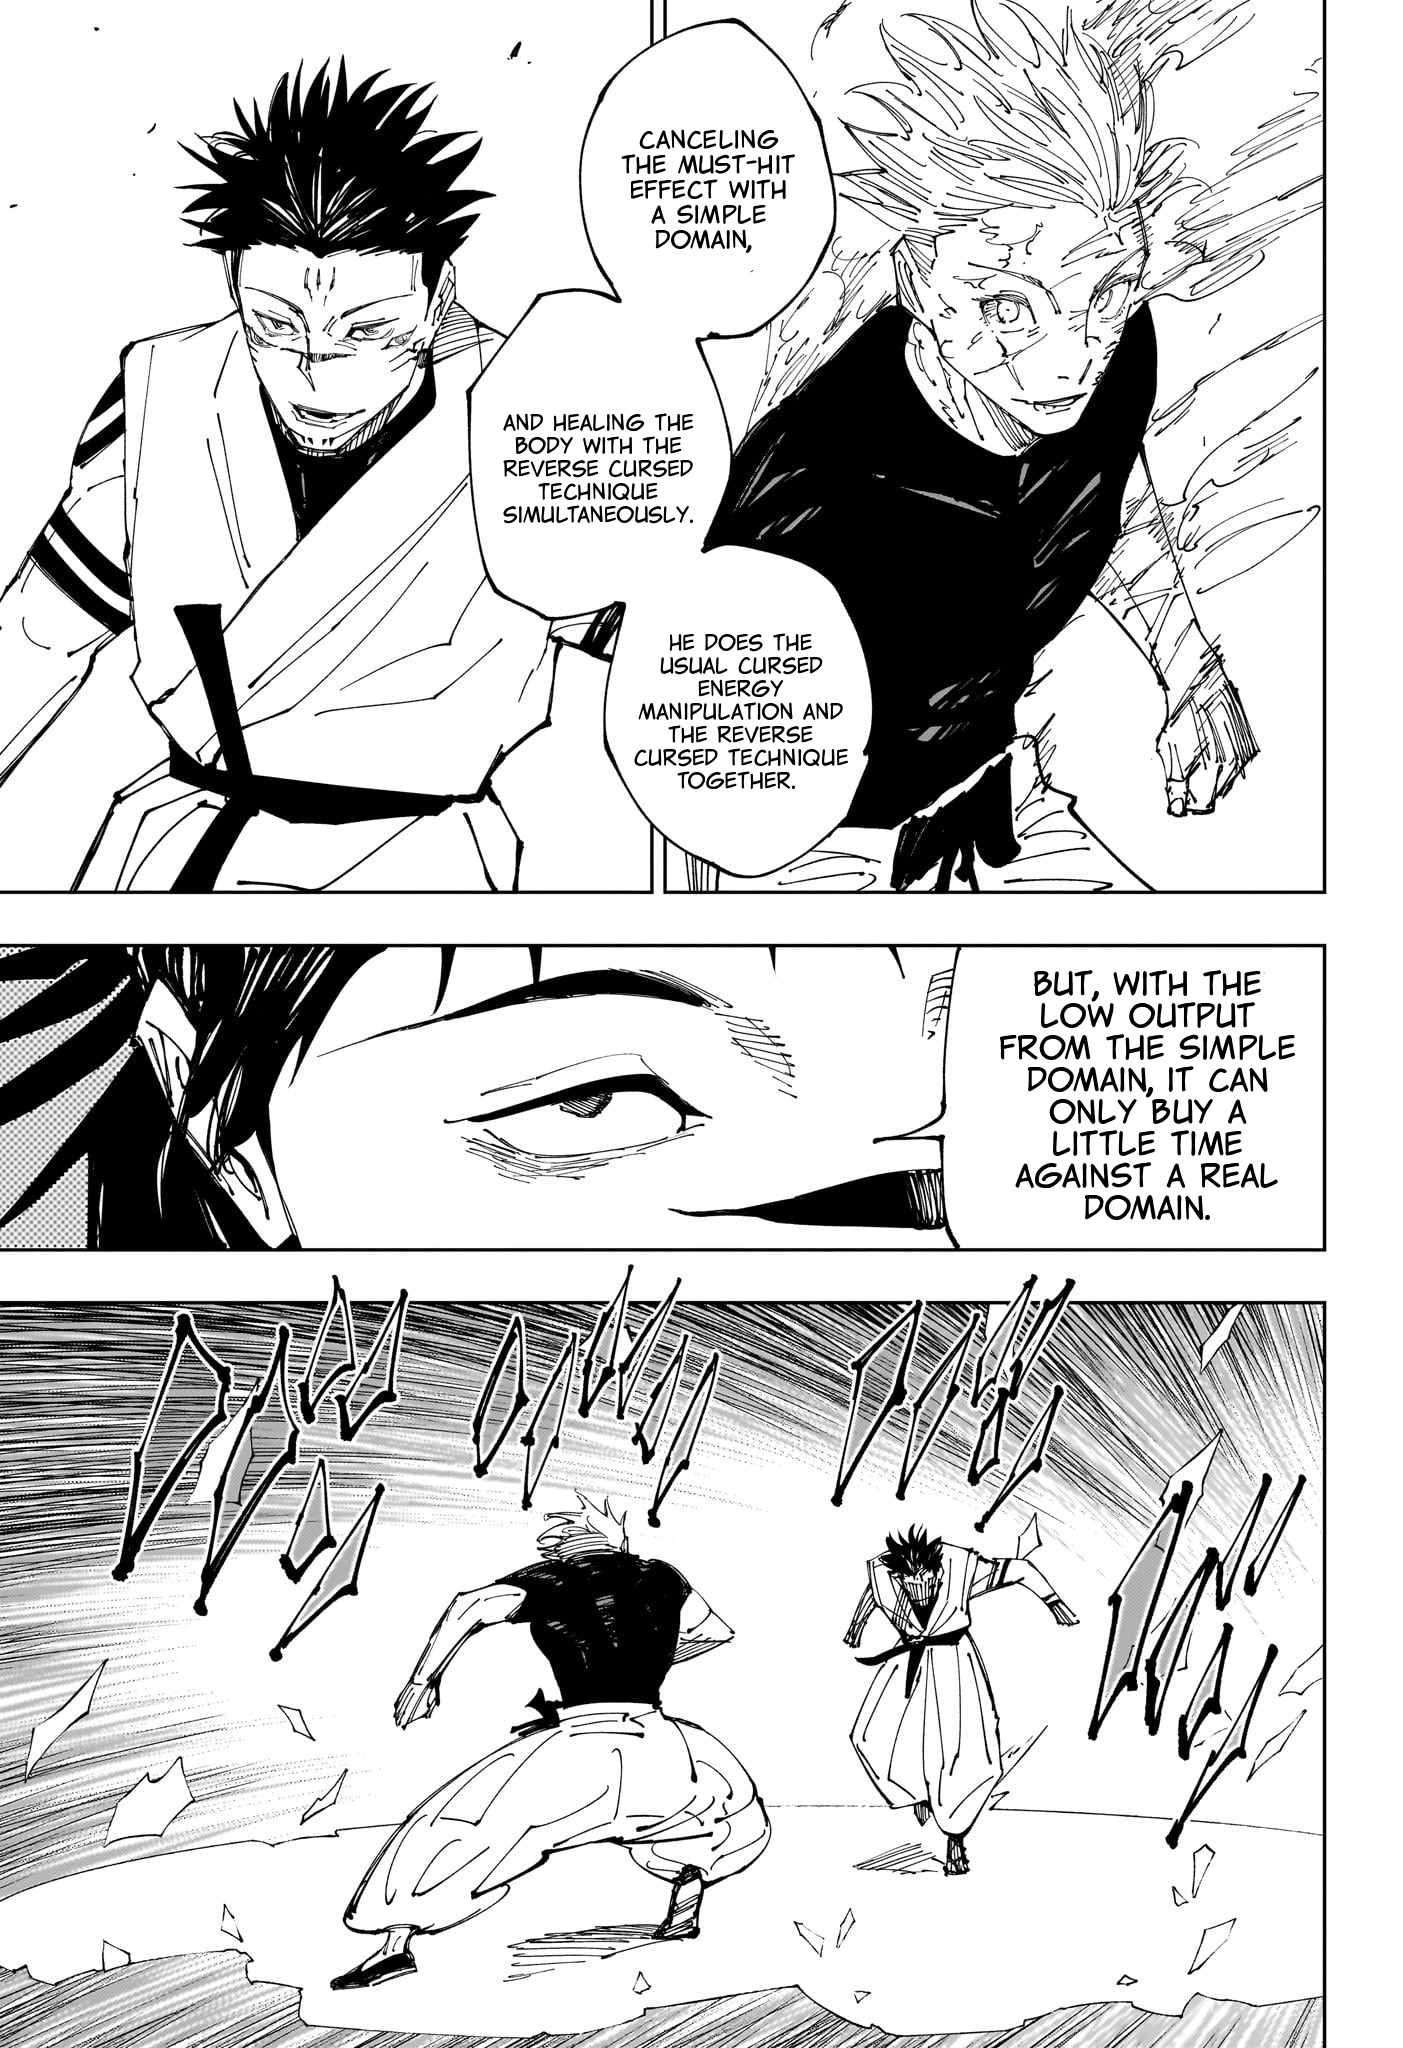 CANCELING
THE MUST-HIT
EFFECT WITH
A SIMPLE
DOMAIN,
AND HEALING THE
BODY WITH THE
REVERSE CURSED
TECHNIQUE
SIMULTANEOUSLY.
HE DOES THE
USUAL CURSED
ENERGY
MANIPULATION AND
THE REVERSE
CURSED TECHNIQUE
TOGETHER.
BUT, WITH THE
LOW OUTPUT
FROM THE SIMPLE
DOMAIN, IT CAN
ONLY BUY A
LITTLE TIME
AGAINST A REAL
DOMAIN.